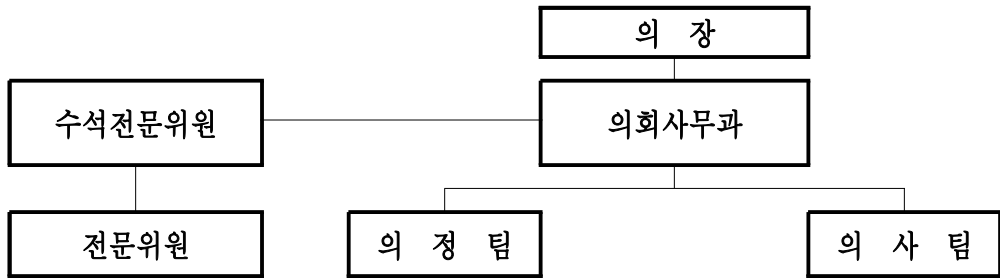 의 장
수석전문위원
의회사무과
전문위원
의 정 팀
의 사 팀